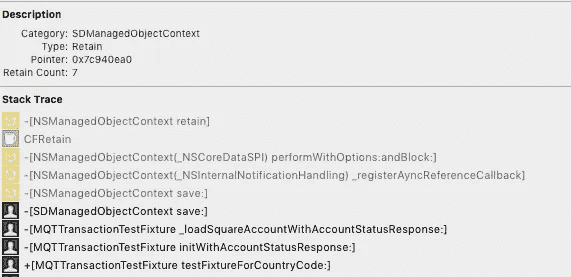 Description
Category: SDManagedObjectContext
Type: Retain
Pointer: 0x7c940ea0
Retain Count: 7
Stack Trace
-[NSManagedObjectContext retain]
CFRetain
-[NSManagedObjectContext(_NSCoreDataSPI) performWithOptions:andBlock:]
-[NSManagedObjectContext(_NSInternalNotificationHandling) _registerAyncReferenceCallback]
-[NSManagedObjectContext save:]
-[SDManagedObjectContext save:]
-[MQTTransactionTestFixture _loadSquareAccountWithAccountStatusResponse:]
-[MQTTransactionTestFixture initWithAccountStatusResponse:]
+[MQTTransactionTestFixture testFixtureForCountryCode:]